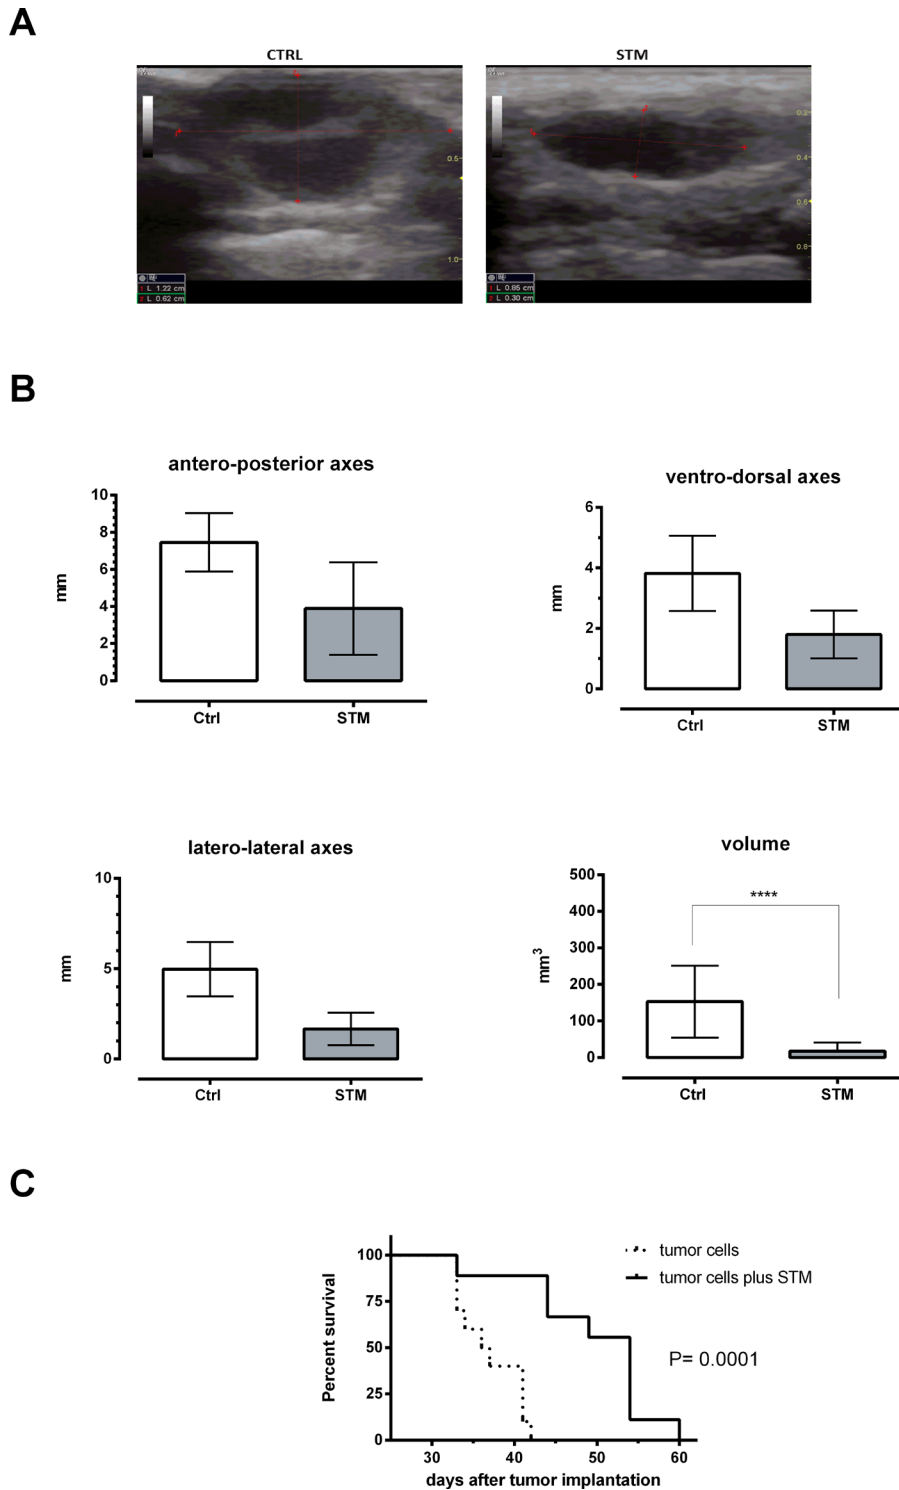 A
CTRL
STM
0.5
1.0
1 L 1.22 cm
2 L 0.62 cm
0.2
0.4
0.6
0.8
1 L 0.85 cm
2 L 0.30 cm
B
antero-posterior axes
10
8
6
4
2
0
mm
Ctrl
STM
ventro-dorsal axes
6
4
2
0
mm
Ctrl
STM
latero-lateral axes
10
5
0
mm
Ctrl
STM
volume
500
400
300
200
100
0
mm3
****
Ctrl
STM
C
100
75
50
25
0
Percent survival
tumor cells
tumor cells plus STM
P= 0.0001
30
40
50
60
days after tumor implantation